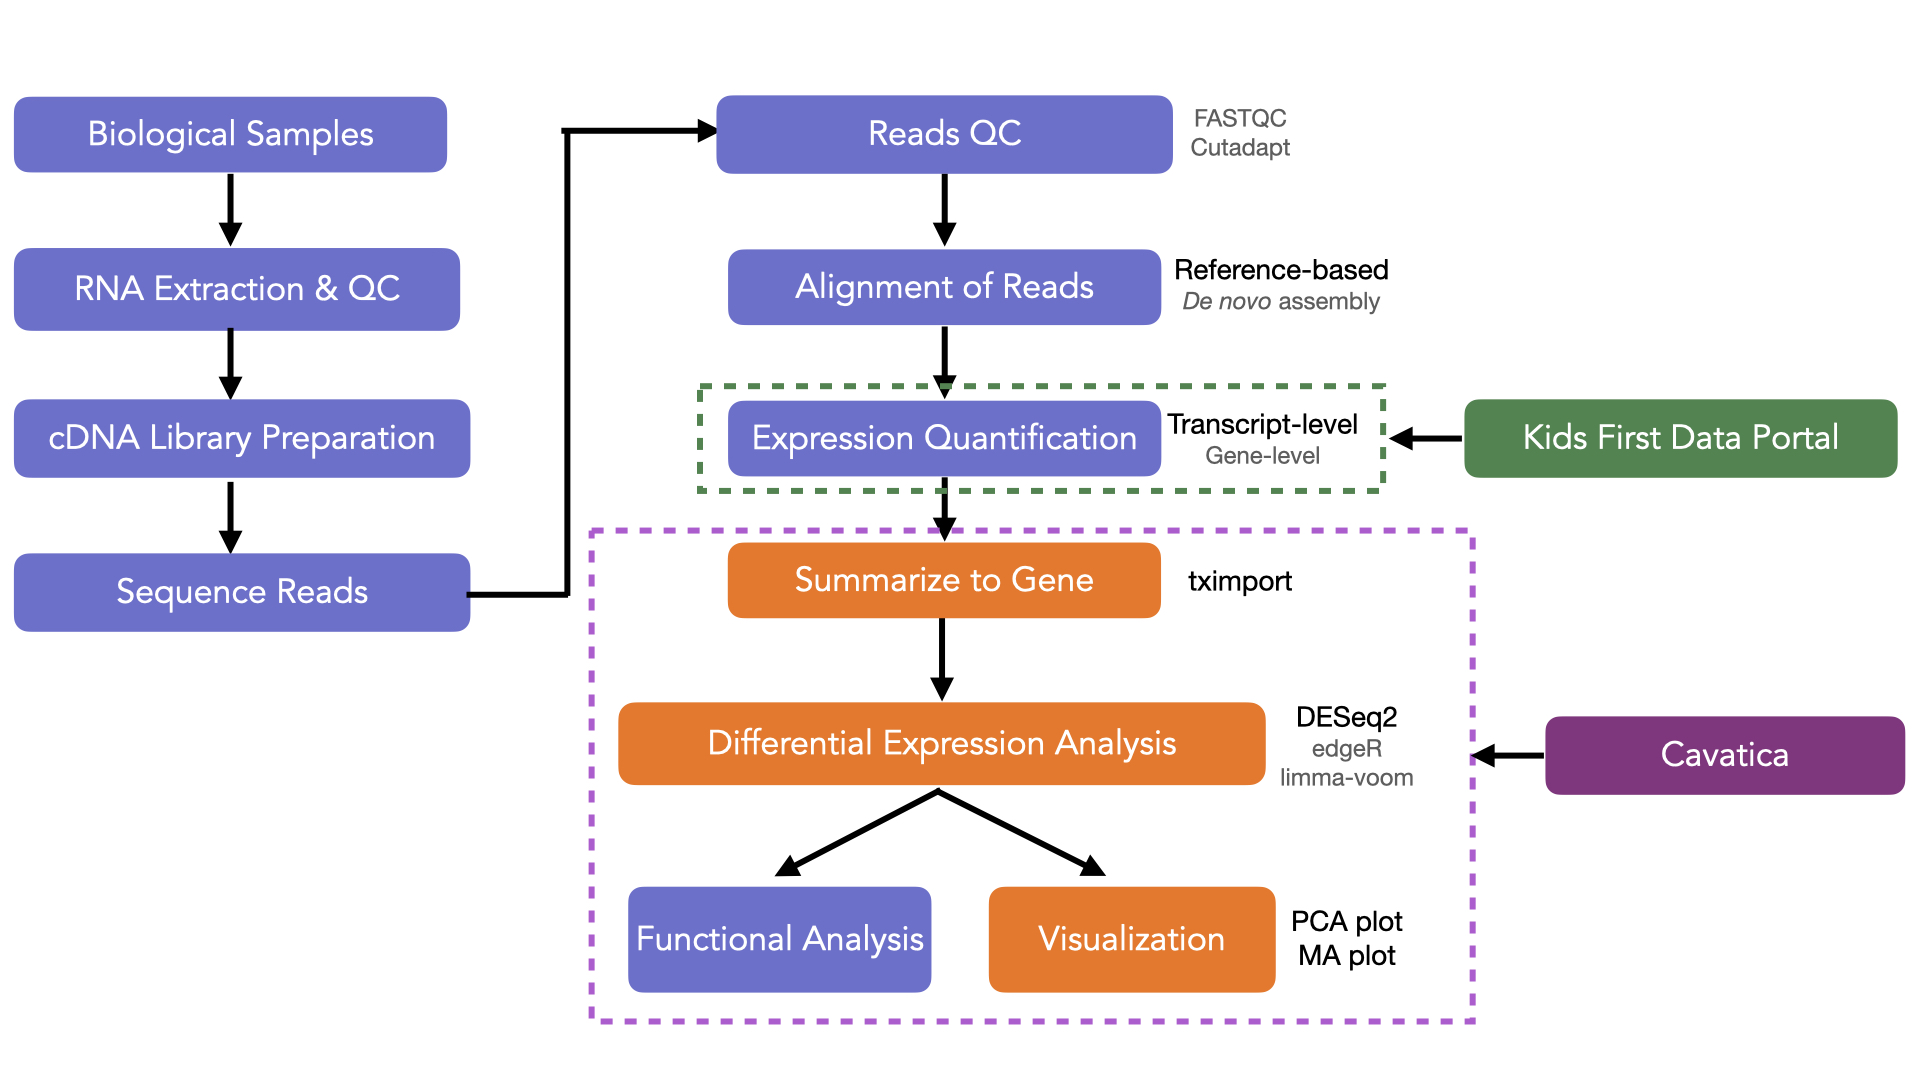 Biological Samples
RNA Extraction & QC
cDNA Library Preparation
Sequence Reads
Reads QC
FASTQC
Cutadapt
Alignment of Reads
Reference-based
De novo assembly
Expression Quantification
Transcript-level
Gene-level
Kids First Data Portal
Summarize to Gene
tximport
Differential Expression Analysis
DESeq2
edgeR
limma-voom
Cavatica
Functional Analysis
Visualization
PCA plot
MA plot